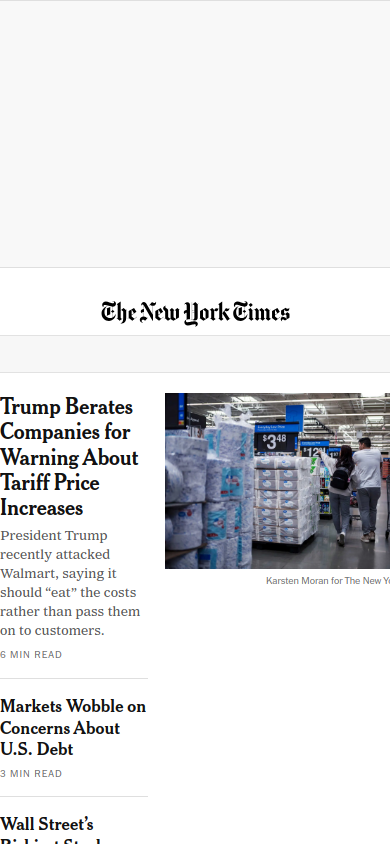 The New York Times
Trump Berates
Companies for
Warning About
Tariff Price
Increases
President Trump
recently attacked
Walmart, saying it
should “eat” the costs
rather than pass them
on to customers.
6 MIN READ
$3.48
Karsten Moran for The New Y
Markets Wobble on
Concerns About
U.S. Debt
3 MIN READ
Wall Street’s